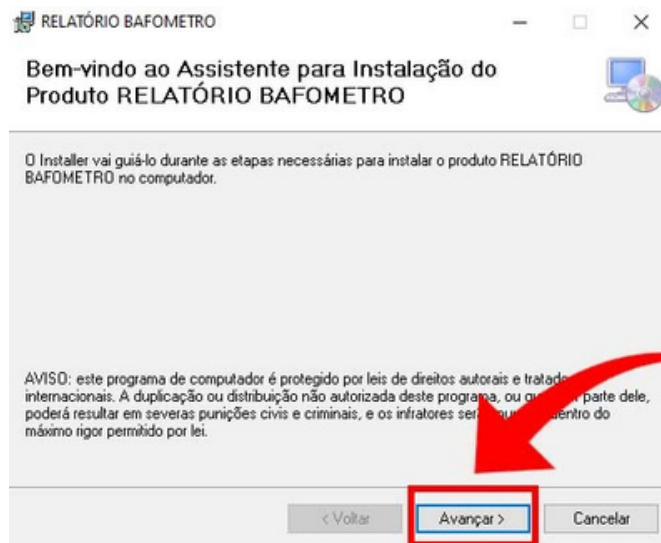 RELATÓRIO BAFOMETRO
Bem-vindo ao Assistente para Instalação do
Produto RELATÓRIO BAFOMETRO
O Installer vai guiá-lo durante as etapas necessárias para instalar o produto RELATÓRIO
BAFOMETRO no computador.
AVISO: este programa de computador é protegido por leis de direitos autorais e
internacionais. A duplicação ou distribuição não autorizada deste programa, ou parte dele,
poderá resultar em severas punições civis e criminais, e os infratores dentro do
máximo rigor permitido por lei.
< Voltar
Avançar >
Cancelar